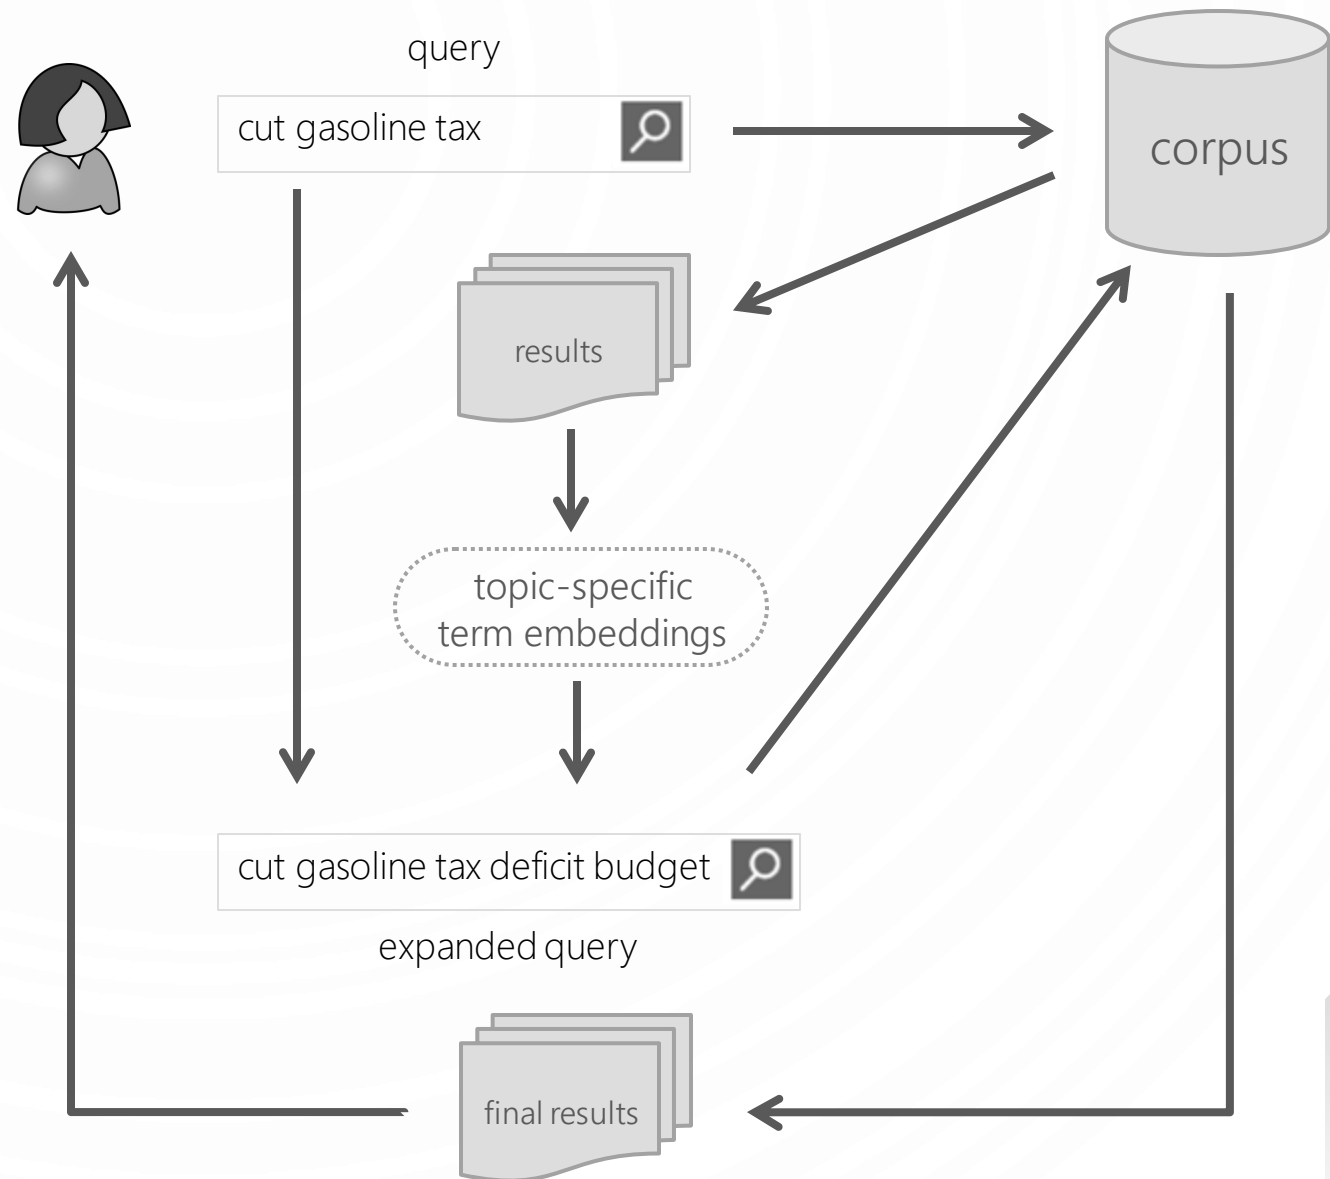 query
cut gasoline tax
corpus
results
topic-specific
term embeddings
cut gasoline tax deficit budget
expanded query
final results